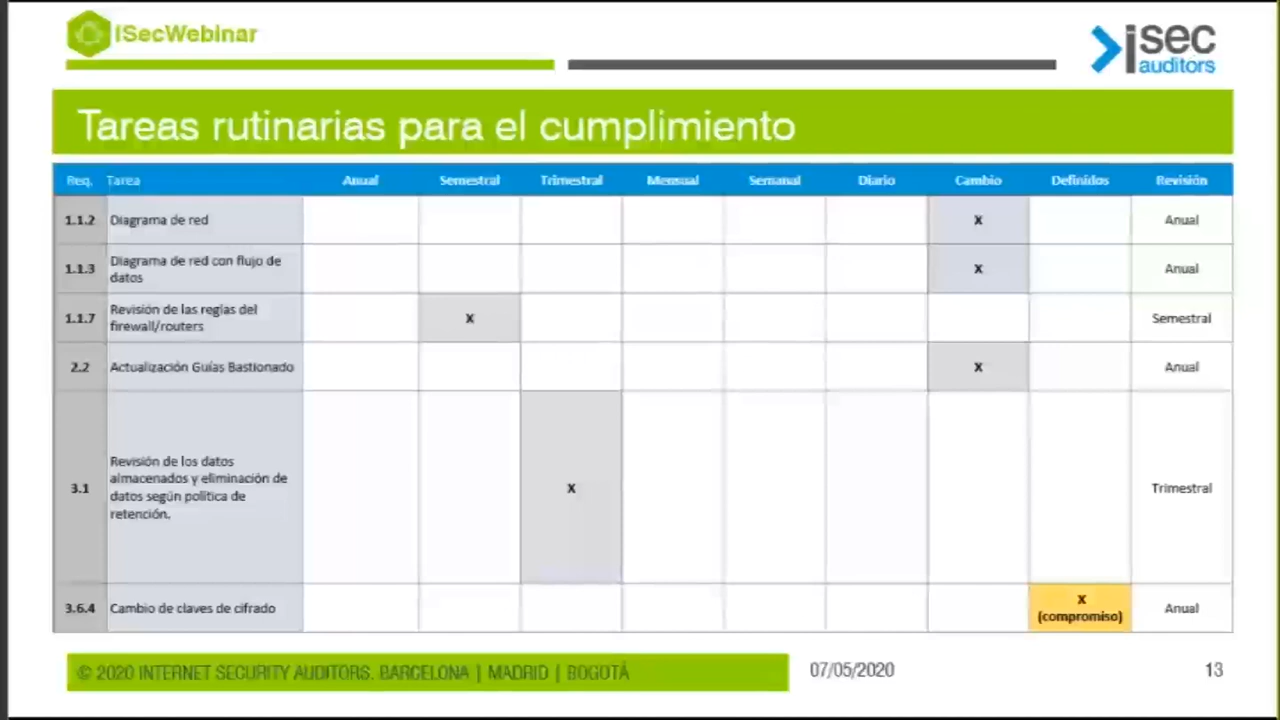 ISecWebinar
isec
auditors
Tareas rutinarias para el cumplimiento
Req. Tarea Anual Semestral Trimestral Mensual Semanal Diario Cambio Definidos Revisión
1.1.2 Diagrama de red X Anual
1.1.3 Diagrama de red con flujo de
datos X Anual
1.1.7 Revisión de las reglas del
firewall/routers X Semestral
2.2 Actualización Guías Bastionado X Anual
3.1 Revisión de los datos
almacenados y eliminación de
datos según política de
retención. X Trimestral
3.6.4 Cambio de claves de cifrado X
(compromiso) Anual
© 2020 INTERNET SECURITY AUDITORS. BARCELONA | MADRID | BOGOTÁ 07/05/2020 13